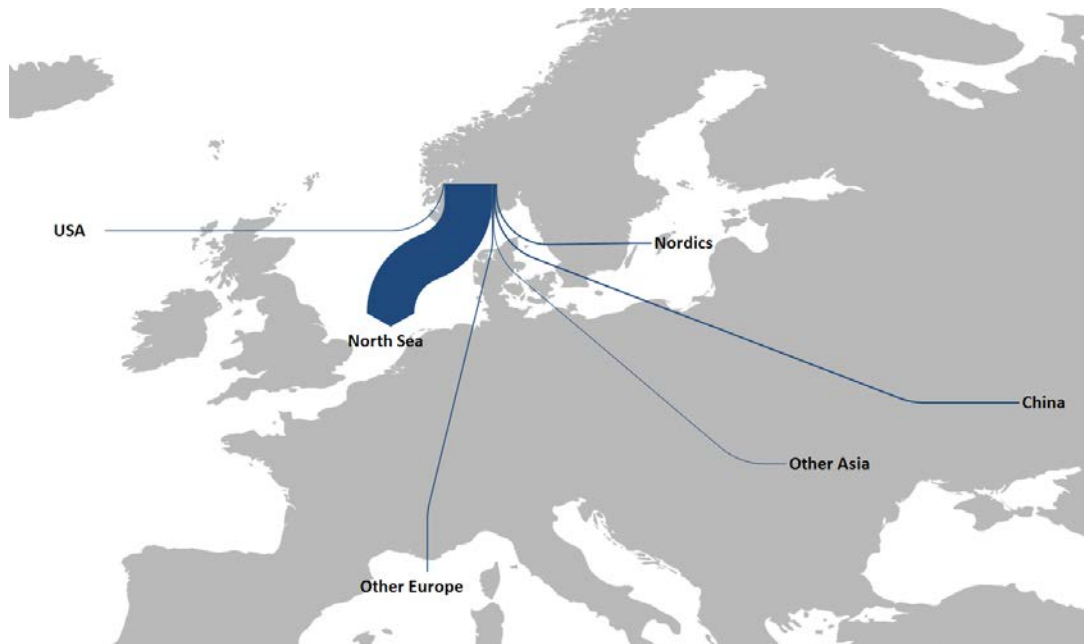 USA
Nordics
North Sea
China
Other Asia
Other Europe